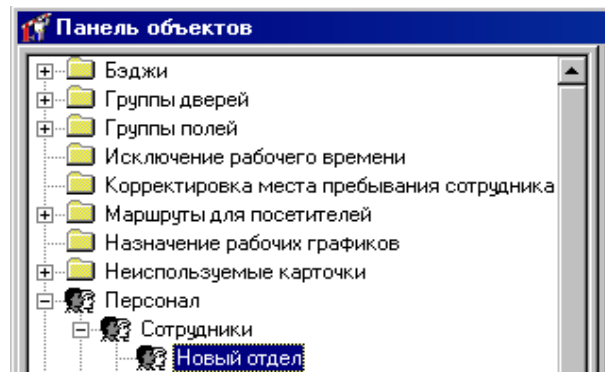 Панель объектов
Бэджи
Группы дверей
Группы полей
Исключение рабочего времени
Корректировка места пребывания сотрудника
Маршруты для посетителей
Назначение рабочих графиков
Неиспользуемые карточки
Персонал
Сотрудники
Новый отдел